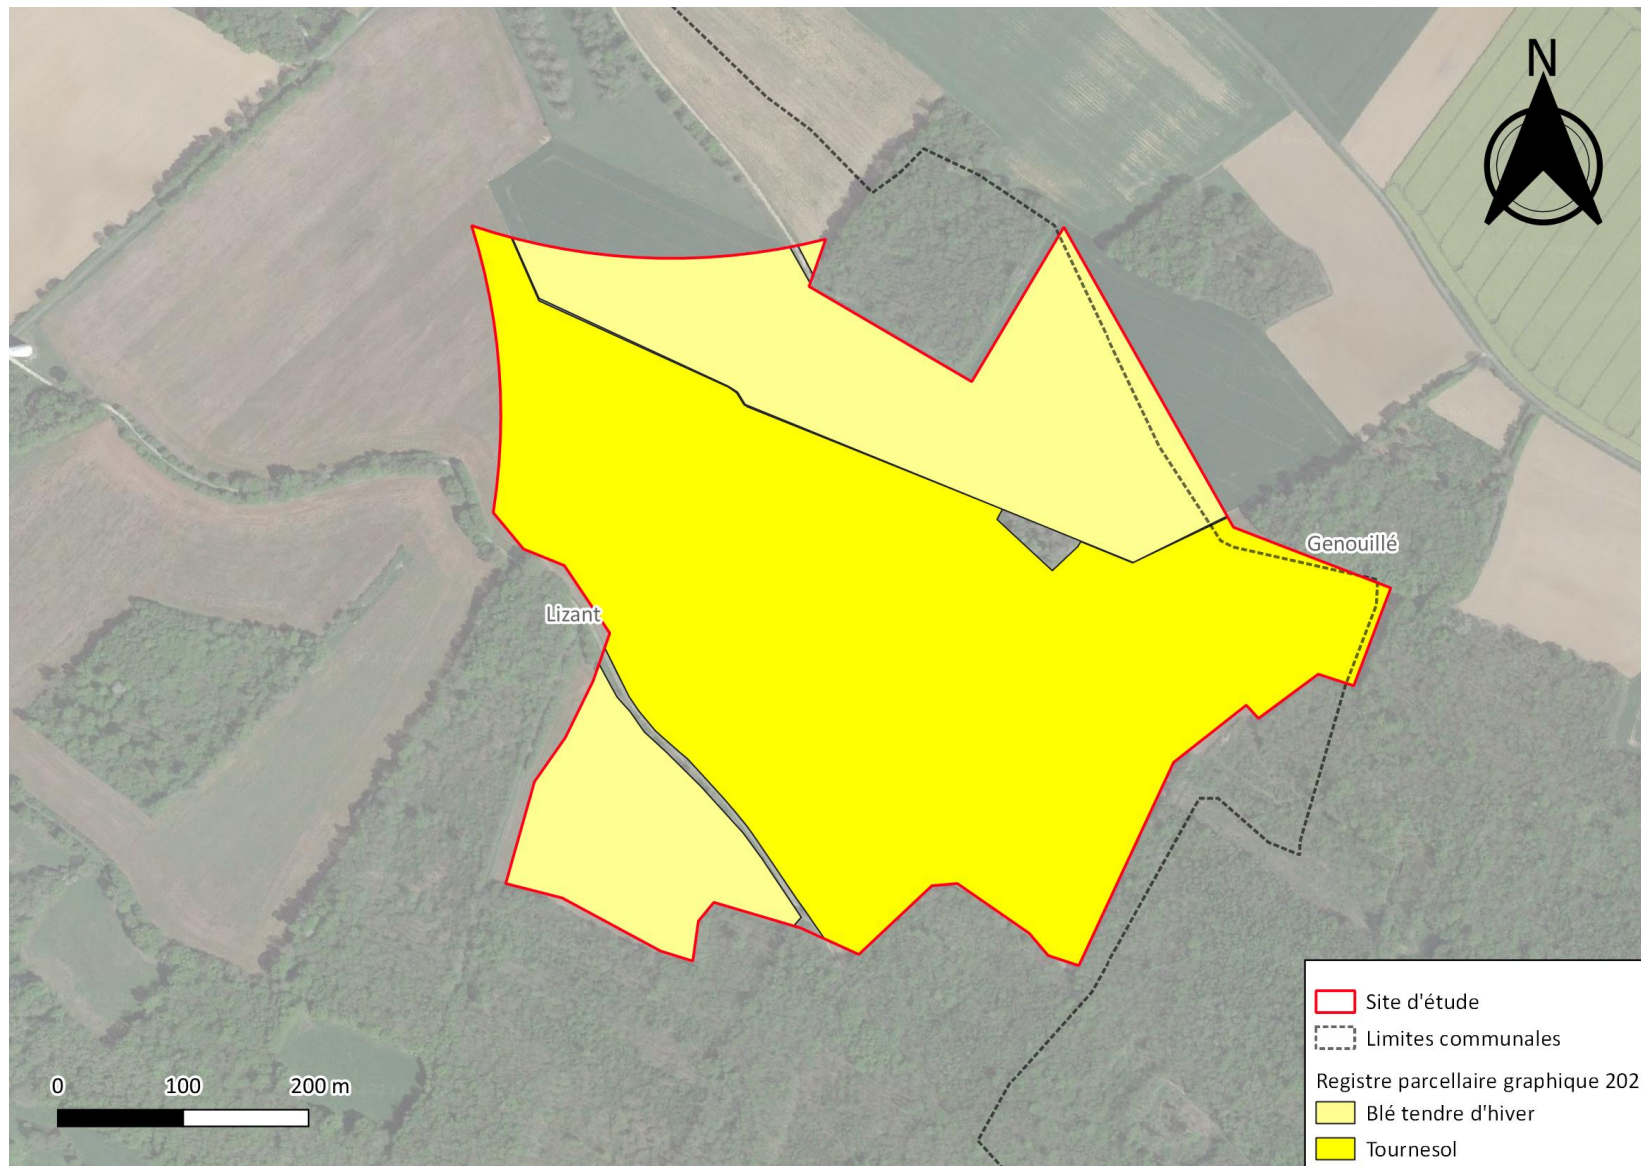 N
Genouillé
Lizant
Site d'étude
Limites communales
Registre parcellaire graphique 202
Blé tendre d'hiver
Tournesol
0 100 200 m